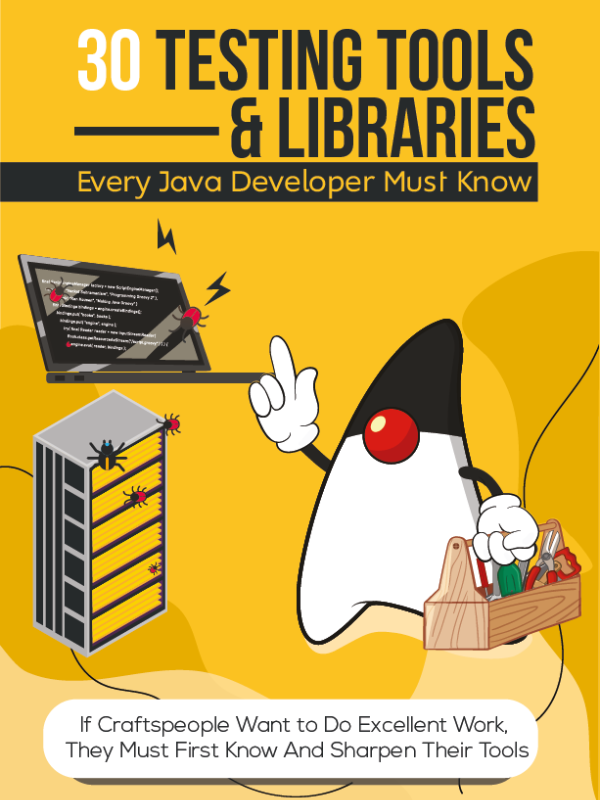 30 TESTING TOOLS
& LIBRARIES
Every Java Developer Must Know
If Craftspeople Want to Do Excellent Work,
They Must First Know And Sharpen Their Tools